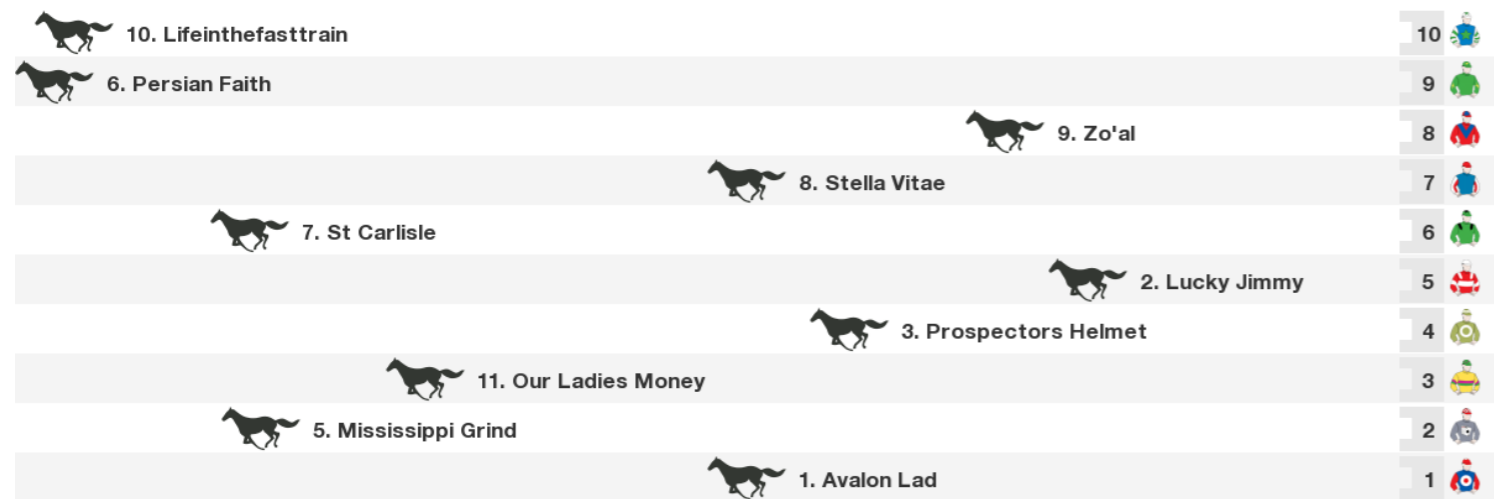 10. Lifeinthefasttrain 10
6. Persian Faith 9
9. Zo'al 8
8. Stella Vitae 7
7. St Carlisle 6
2. Lucky Jimmy 5
3. Prospectors Helmet 4
11. Our Ladies Money 3
5. Mississippi Grind 2
1. Avalon Lad 1